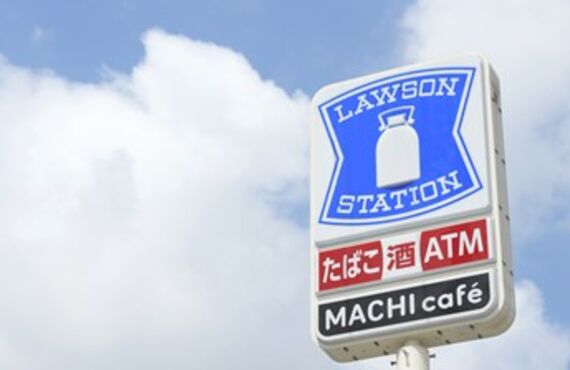 LAWSON
STATION
たばこ 酒 ATM
MACHI café